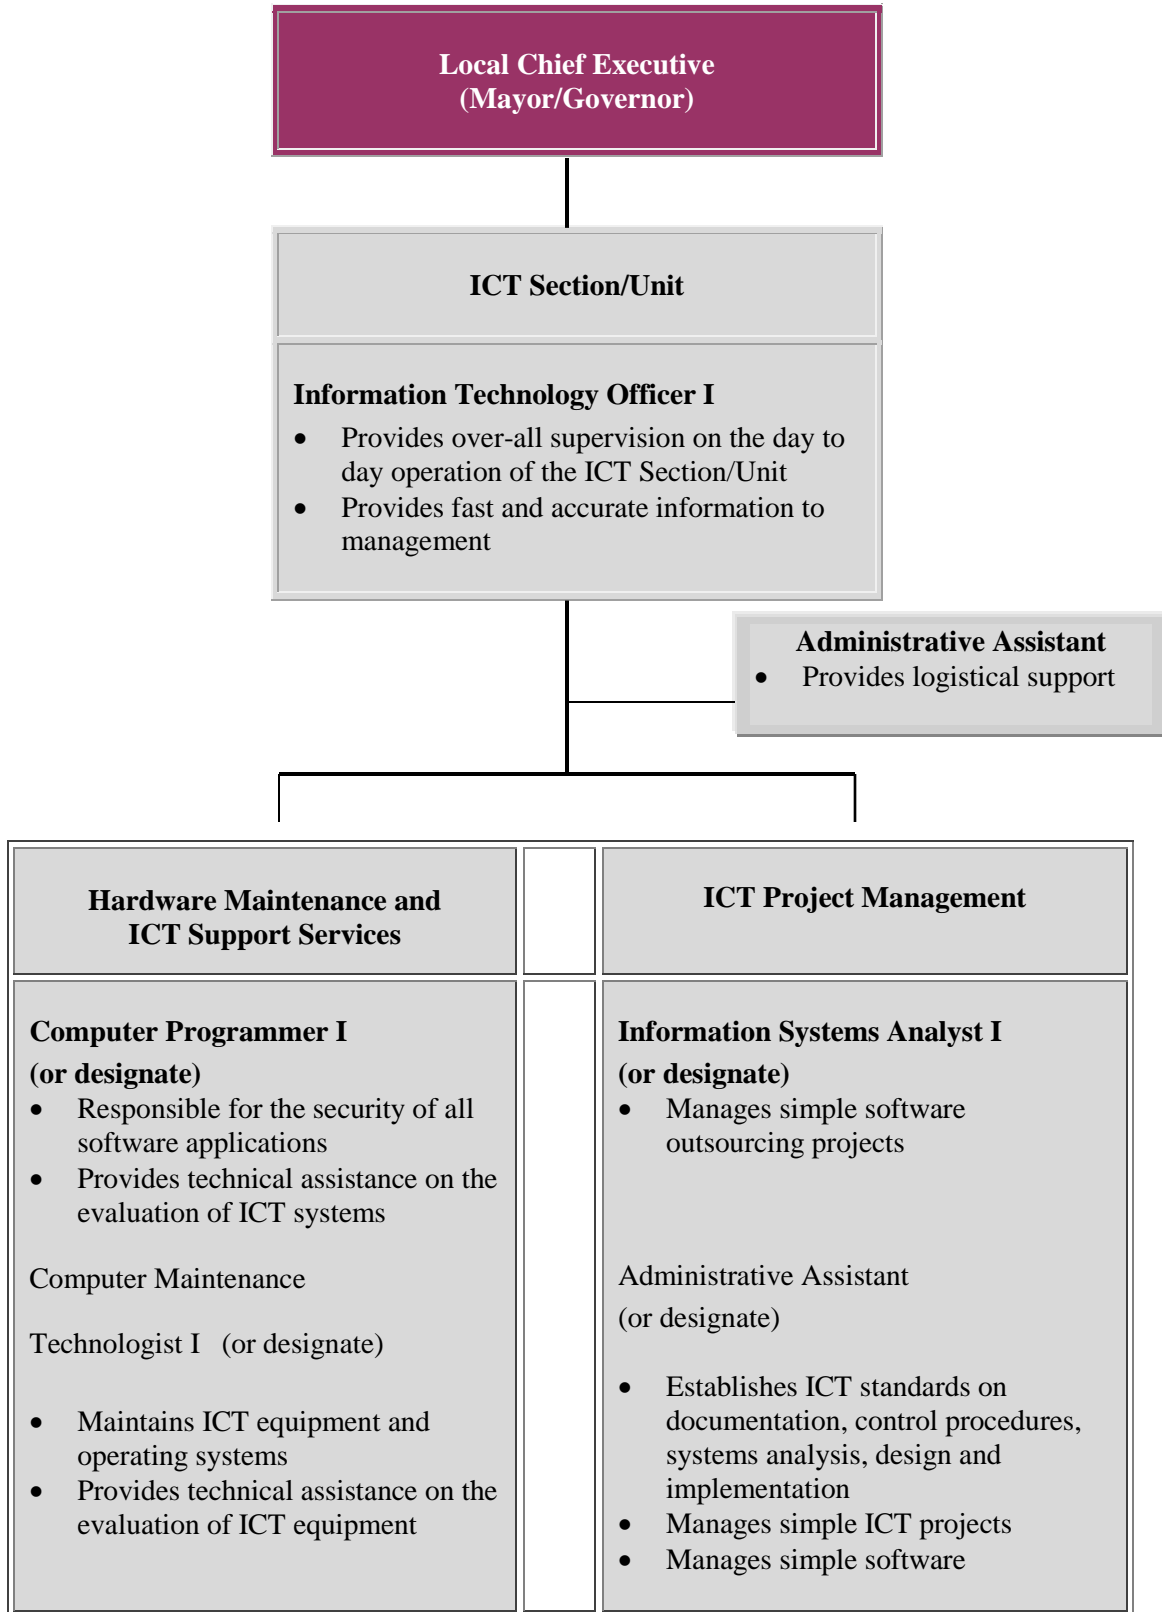 Local Chief Executive
(Mayor/Governor)
ICT Section/Unit
Information Technology Officer I
• Provides over-all supervision on the day to
day operation of the ICT Section/Unit
• Provides fast and accurate information to
management
Administrative Assistant
• Provides logistical support
Hardware Maintenance and
ICT Support Services
ICT Project Management
Computer Programmer I
(or designate)
• Responsible for the security of all
software applications
• Provides technical assistance on the
evaluation of ICT systems
Computer Maintenance
Technologist I   (or designate)
• Maintains ICT equipment and
operating systems
• Provides technical assistance on the
evaluation of ICT equipment
Information Systems Analyst I
(or designate)
• Manages simple software
outsourcing projects
Administrative Assistant
(or designate)
• Establishes ICT standards on
documentation, control procedures,
systems analysis, design and
implementation
• Manages simple ICT projects
• Manages simple software